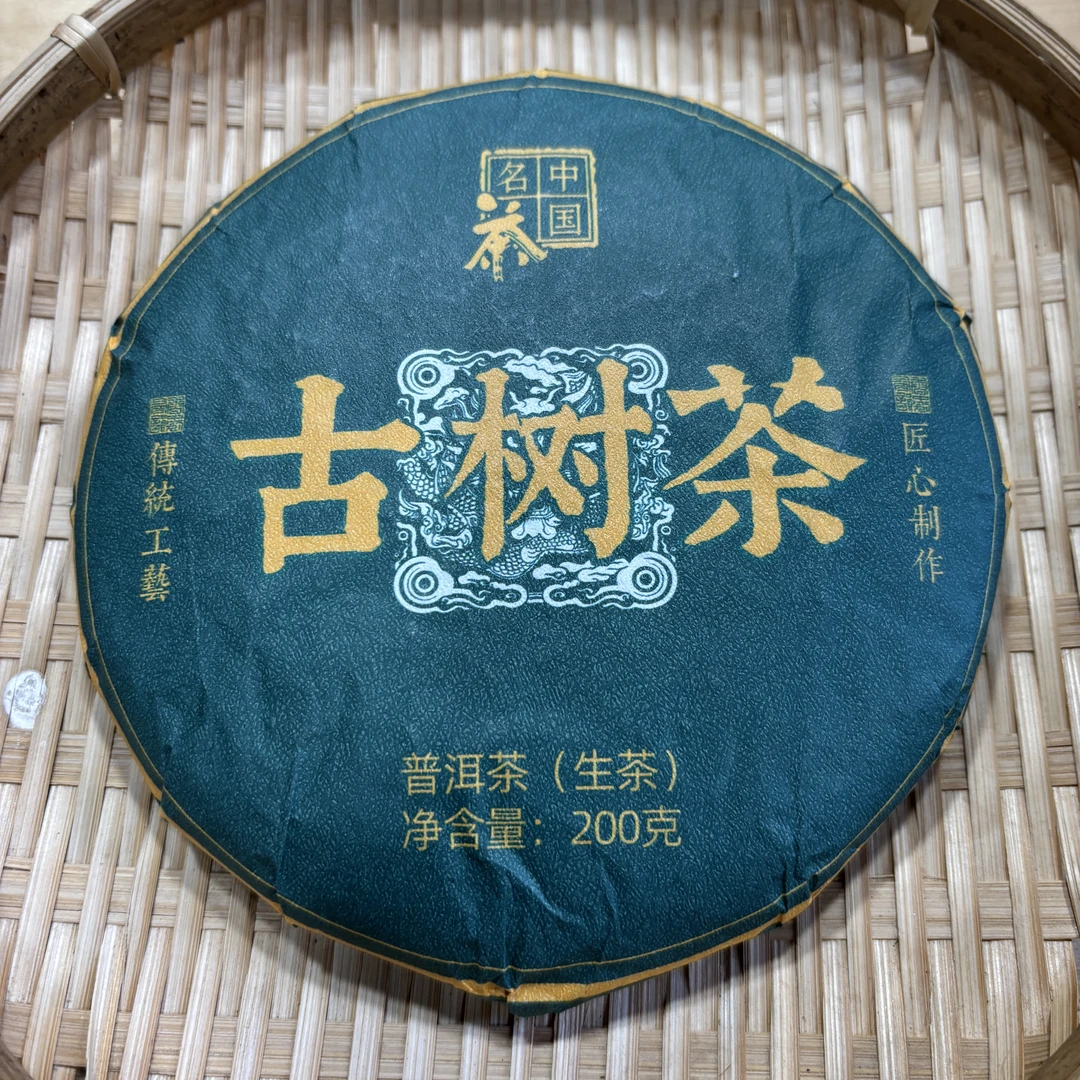 中国名茶
古树茶
傳統工藝
匠心制作
普洱茶（生茶）
净含量：200克